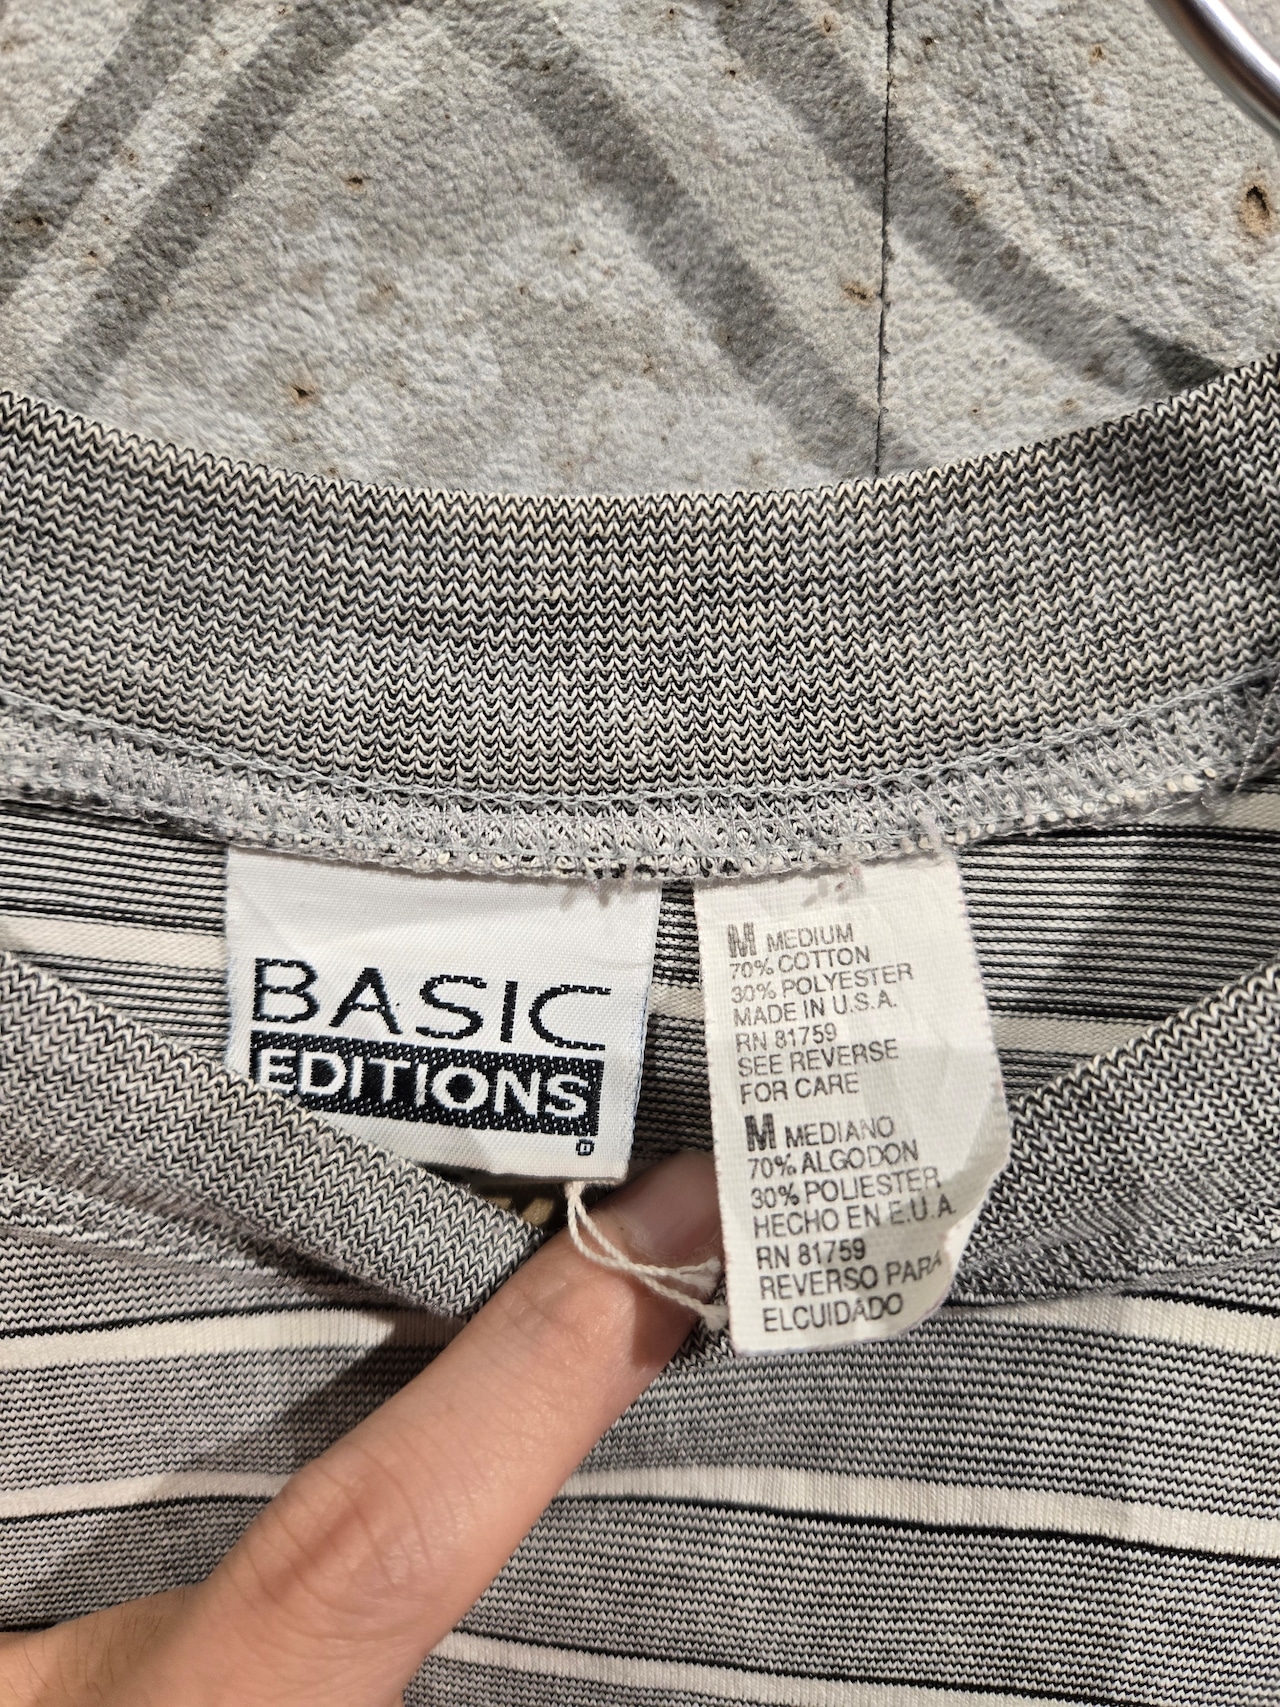 BASIC
EDITIONS
M MEDIUM
70% COTTON
30% POLYESTER
MADE IN U.S.A.
RN 81759
SEE REVERSE
FOR CARE
M MEDIANO
70% ALGODON
30% POLIESTER
HECHO EN E.U.A.
RN 81759
REVERSO PARA
ELCUIDADO